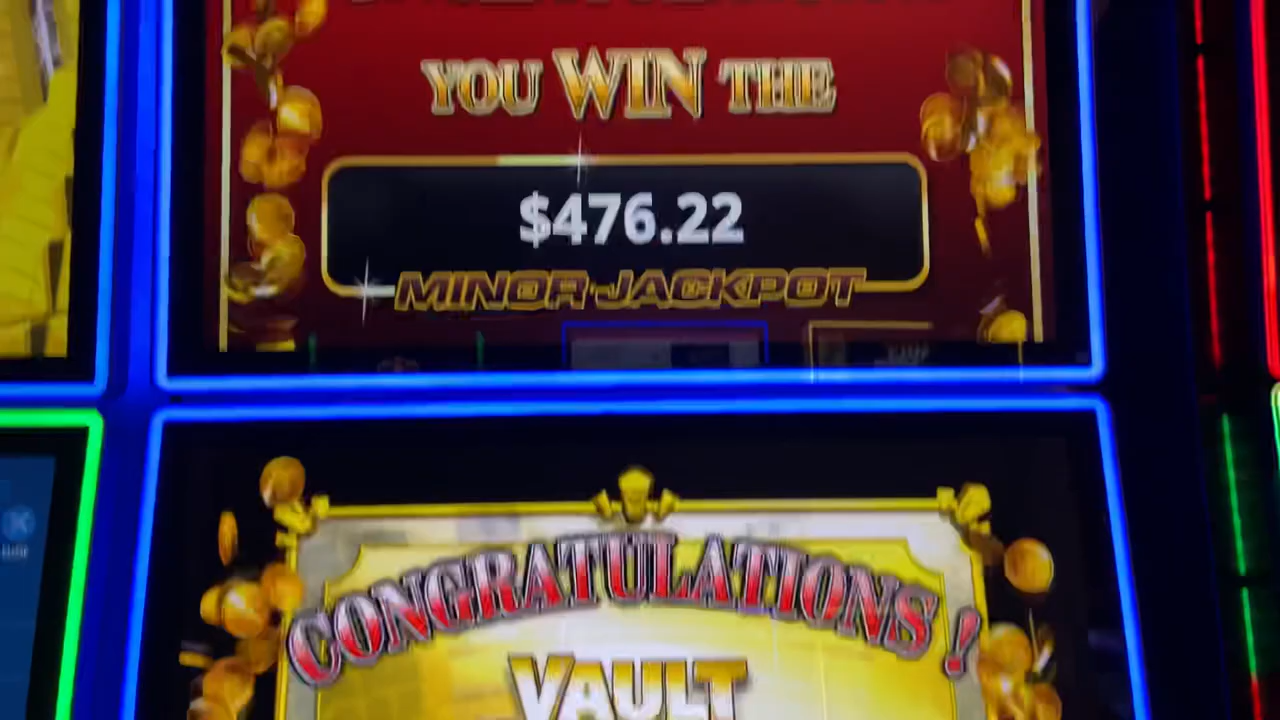 YOU WIN THE
$476.22
MINOR JACKPOT
CONGRATULATIONS!
VAULT